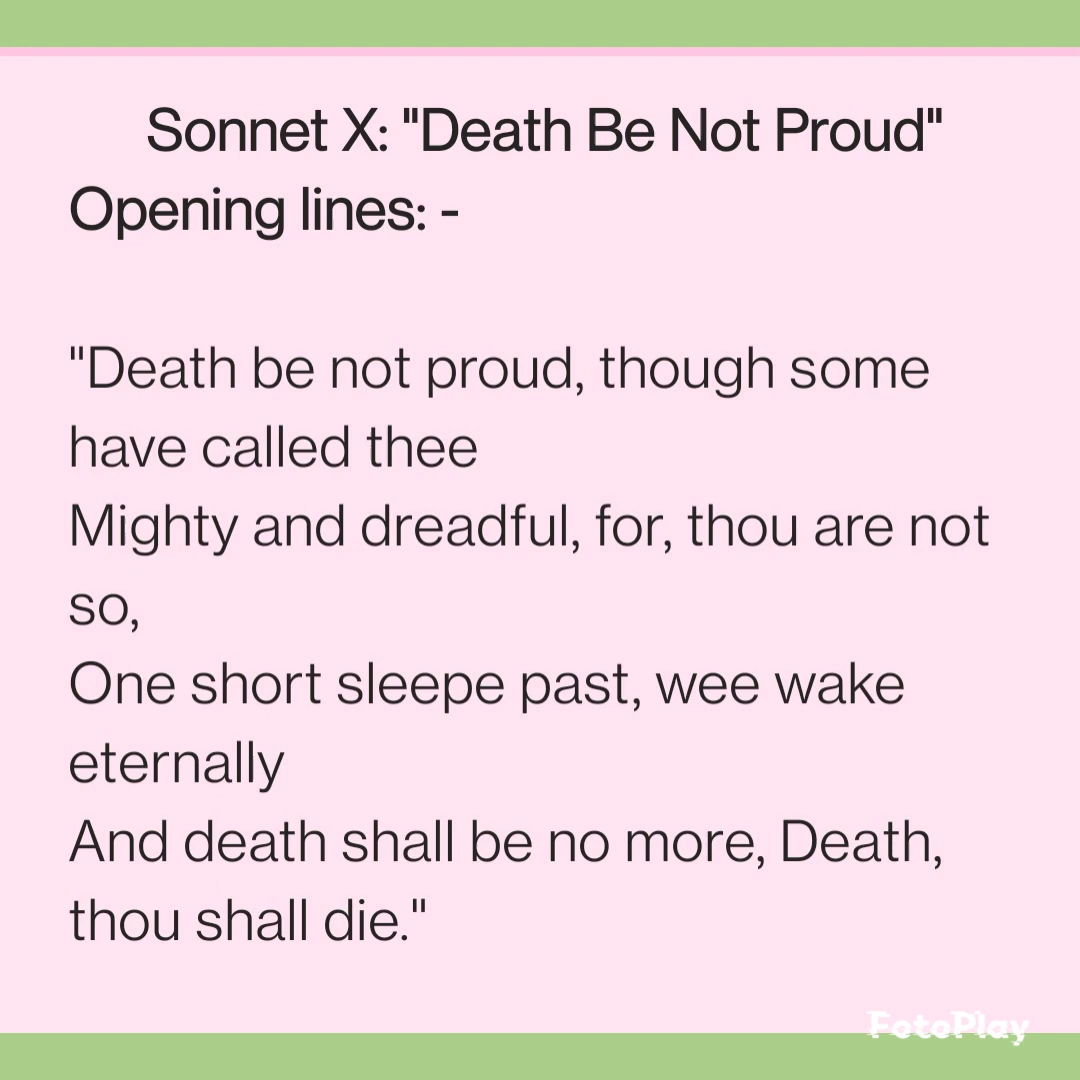 Sonnet X: "Death Be Not Proud"
Opening lines: -
"Death be not proud, though some
have called thee
Mighty and dreadful, for, thou are not
so,
One short sleepe past, wee wake
eternally
And death shall be no more, Death,
thou shall die."
FotoPlay